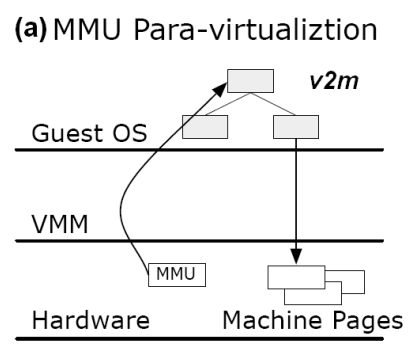 (a) MMU Para-virtualiztion
v2m
Guest OS
VMM
MMU
Hardware Machine Pages